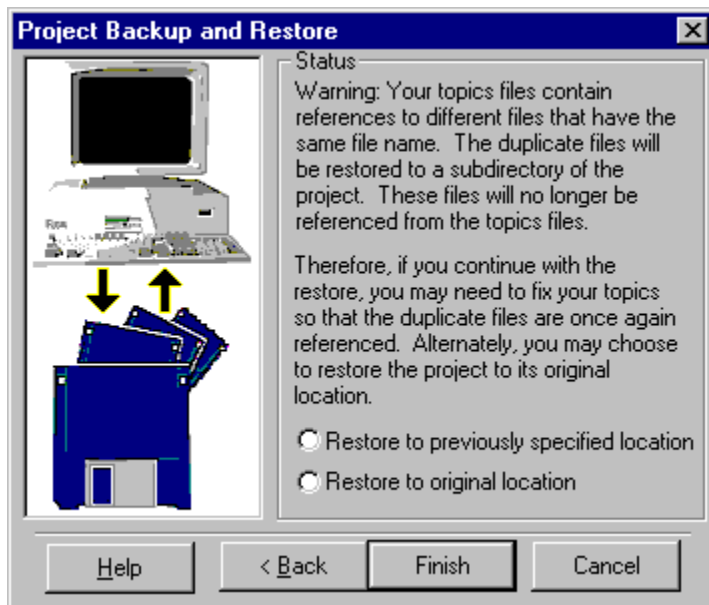 Project Backup and Restore
Status
Warning: Your topics files contain
references to different files that have the
same file name. The duplicate files will
be restored to a subdirectory of the
project. These files will no longer be
referenced from the topics files.
Therefore, if you continue with the
restore, you may need to fix your topics
so that the duplicate files are once again
referenced. Alternately, you may choose
to restore the project to its original
location.
Restore to previously specified location
Restore to original location
Help
< Back
Finish
Cancel